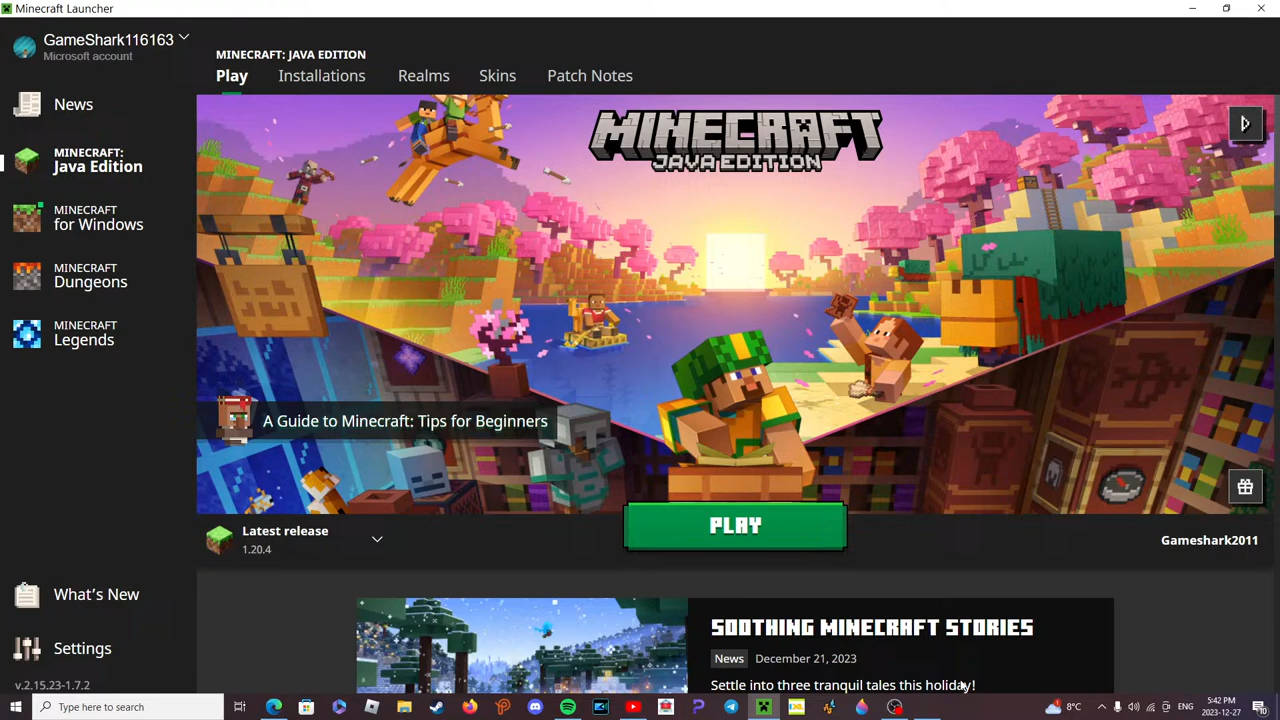 Minecraft Launcher
GameShark116163
Microsoft account
News
MINECRAFT:
Java Edition
MINECRAFT
for Windows
MINECRAFT
Dungeons
MINECRAFT
Legends
What's New
Settings
v.2.15.23-1.7.2
MINECRAFT: JAVA EDITION
Play Installations Realms Skins Patch Notes
MINECRAFT
JAVA EDITION
A Guide to Minecraft: Tips for Beginners
Latest release
1.20.4
PLAY
Gameshark2011
SOOTHING MINECRAFT STORIES
News December 21, 2023
Settle into three tranquil tales this holiday!
Type here to search
1
8°C
ENG
5:42 PM
2023-12-27
10